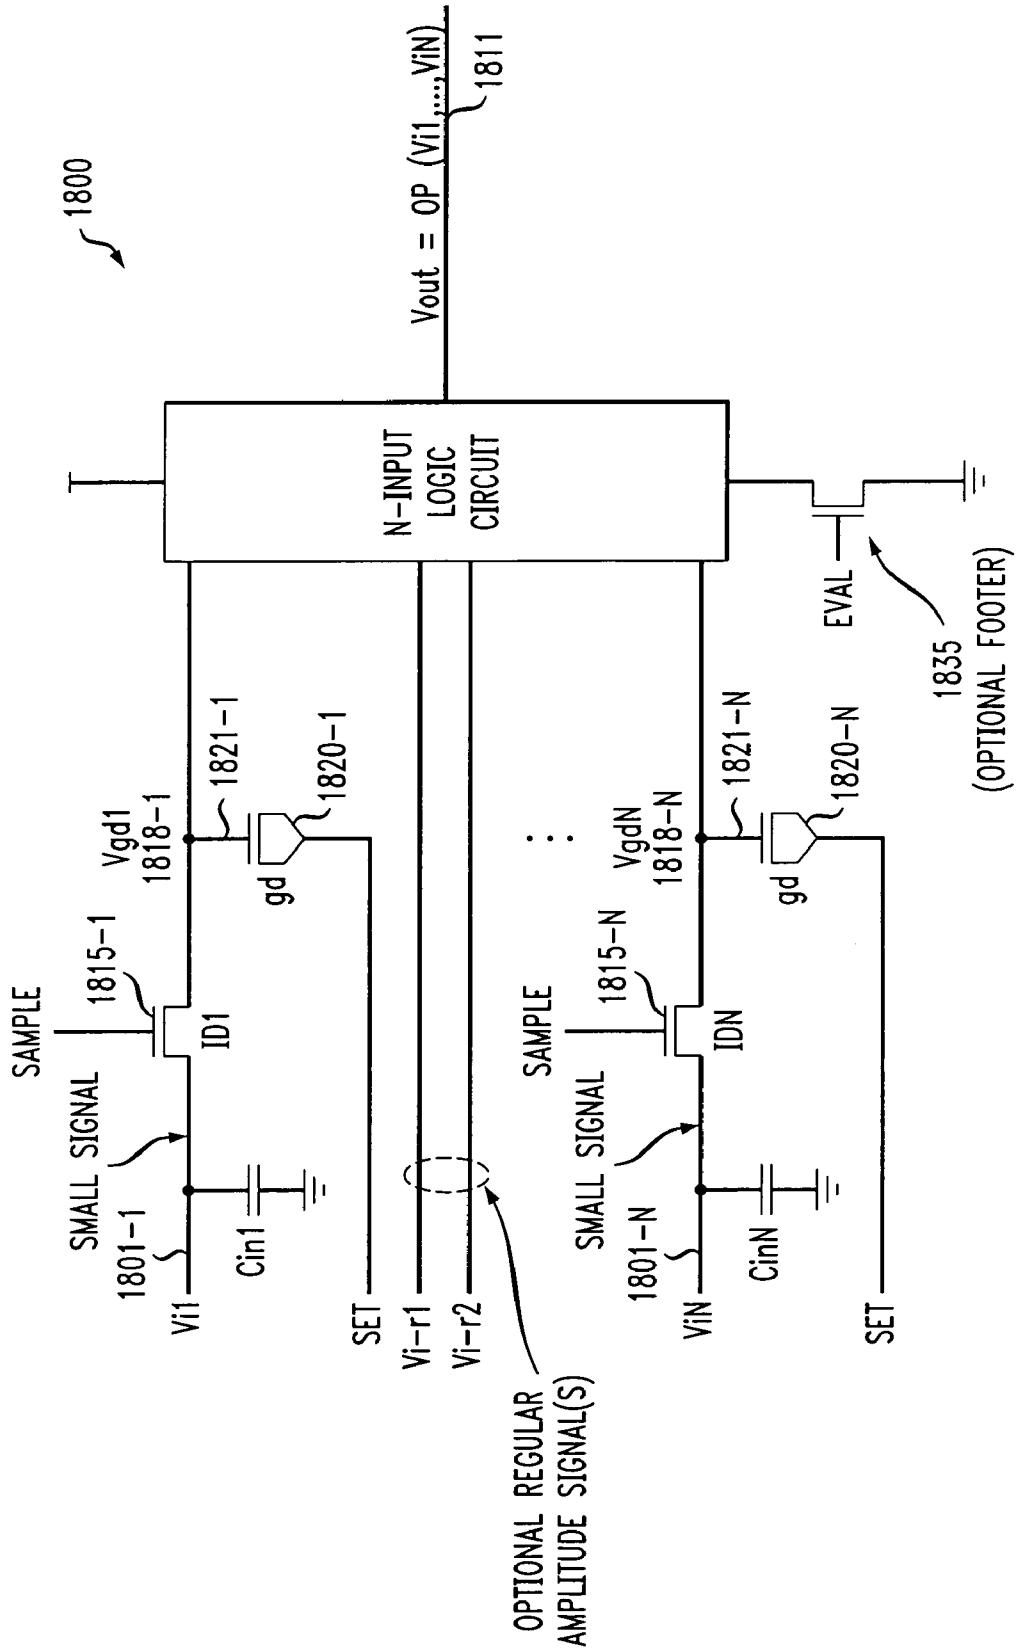 1800
SAMPLE
1815-1
Vgd1
1818-1
SMALL SIGNAL
1801-1
Vi1
ID1
1821-1
Cin1
gd
1820-1
SET
Vi-r1
Vi-r2
N-INPUT
LOGIC
CIRCUIT
Vout = OP (Vi1,...., ViN)
1811
OPTIONAL REGULAR
AMPLITUDE SIGNAL(S)
. . .
SAMPLE
1815-N
VgdN
1818-N
SMALL SIGNAL
1801-N
ViN
IDN
1821-N
CinN
gd
1820-N
SET
EVAL
1835
(OPTIONAL FOOTER)